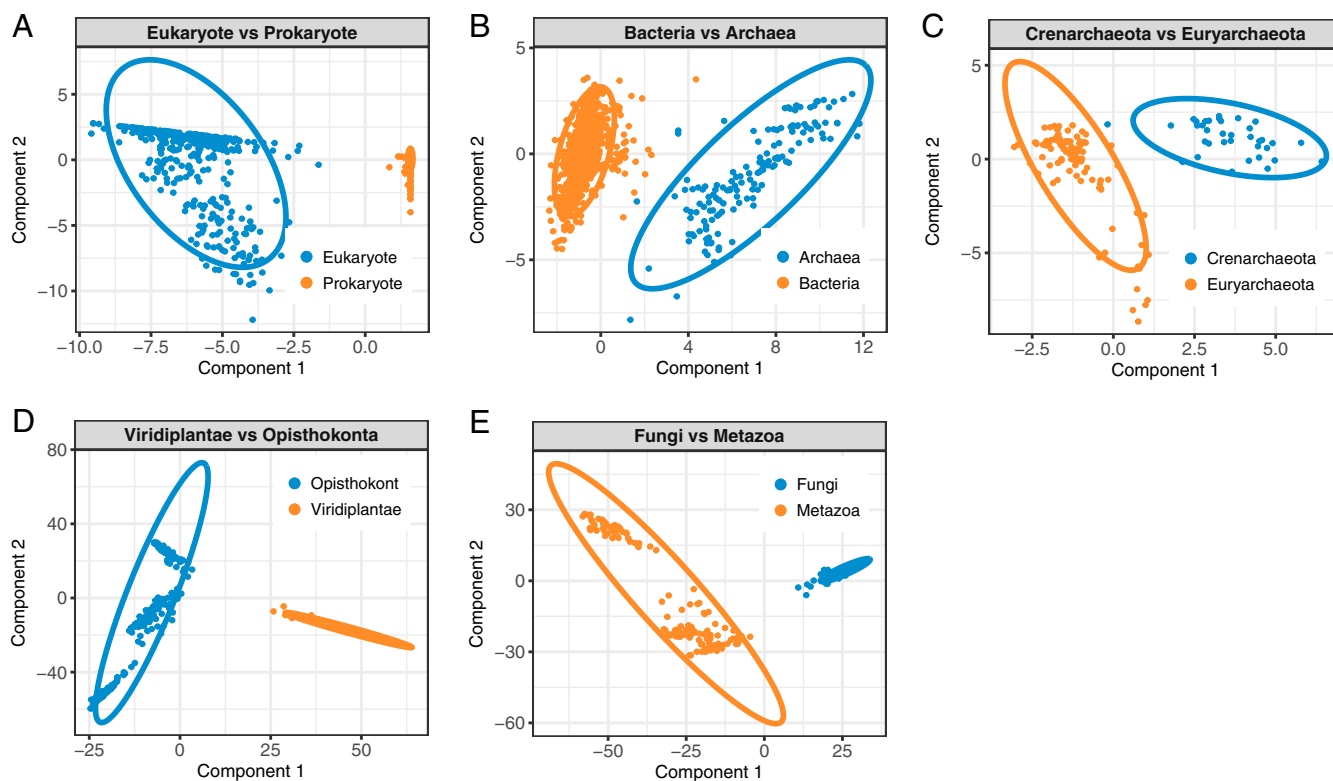 A
Eukaryote vs Prokaryote
Component 2
5
0
−5
−10
Eukaryote
Prokaryote
−10.0 −7.5 −5.0 −2.5 0.0
Component 1
B
Bacteria vs Archaea
Component 2
5
0
−5
Archaea
Bacteria
0 4 8 12
Component 1
C
Crenarchaeota vs Euryarchaeota
Component 2
5
0
−5
Crenarchaeota
Euryarchaeota
−2.5 0.0 2.5 5.0
Component 1
D
Viridiplantae vs Opisthokonta
Component 2
80
40
0
−40
Opisthokont
Viridiplantae
−25 0 25 50
Component 1
E
Fungi vs Metazoa
Component 2
30
0
−30
−60
Fungi
Metazoa
−50 −25 0 25
Component 1